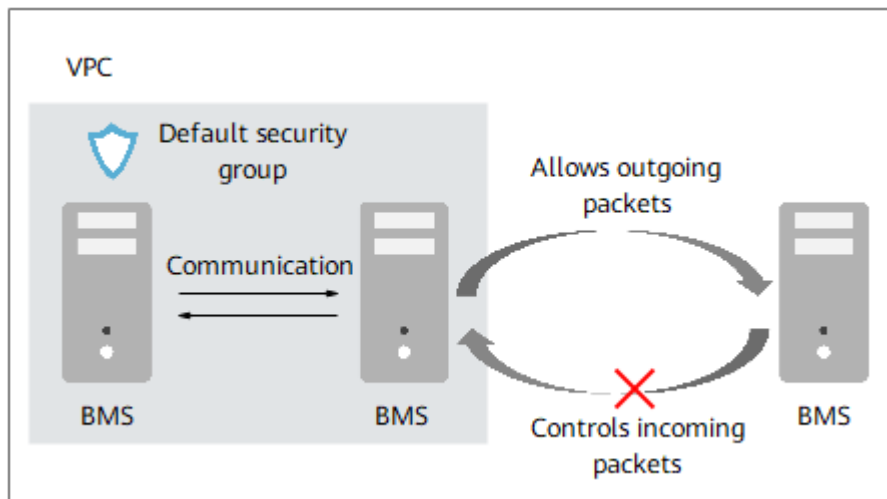 VPC
Default security
group
Allows outgoing
packets
Communication
BMS
BMS
BMS
Controls incoming
packets